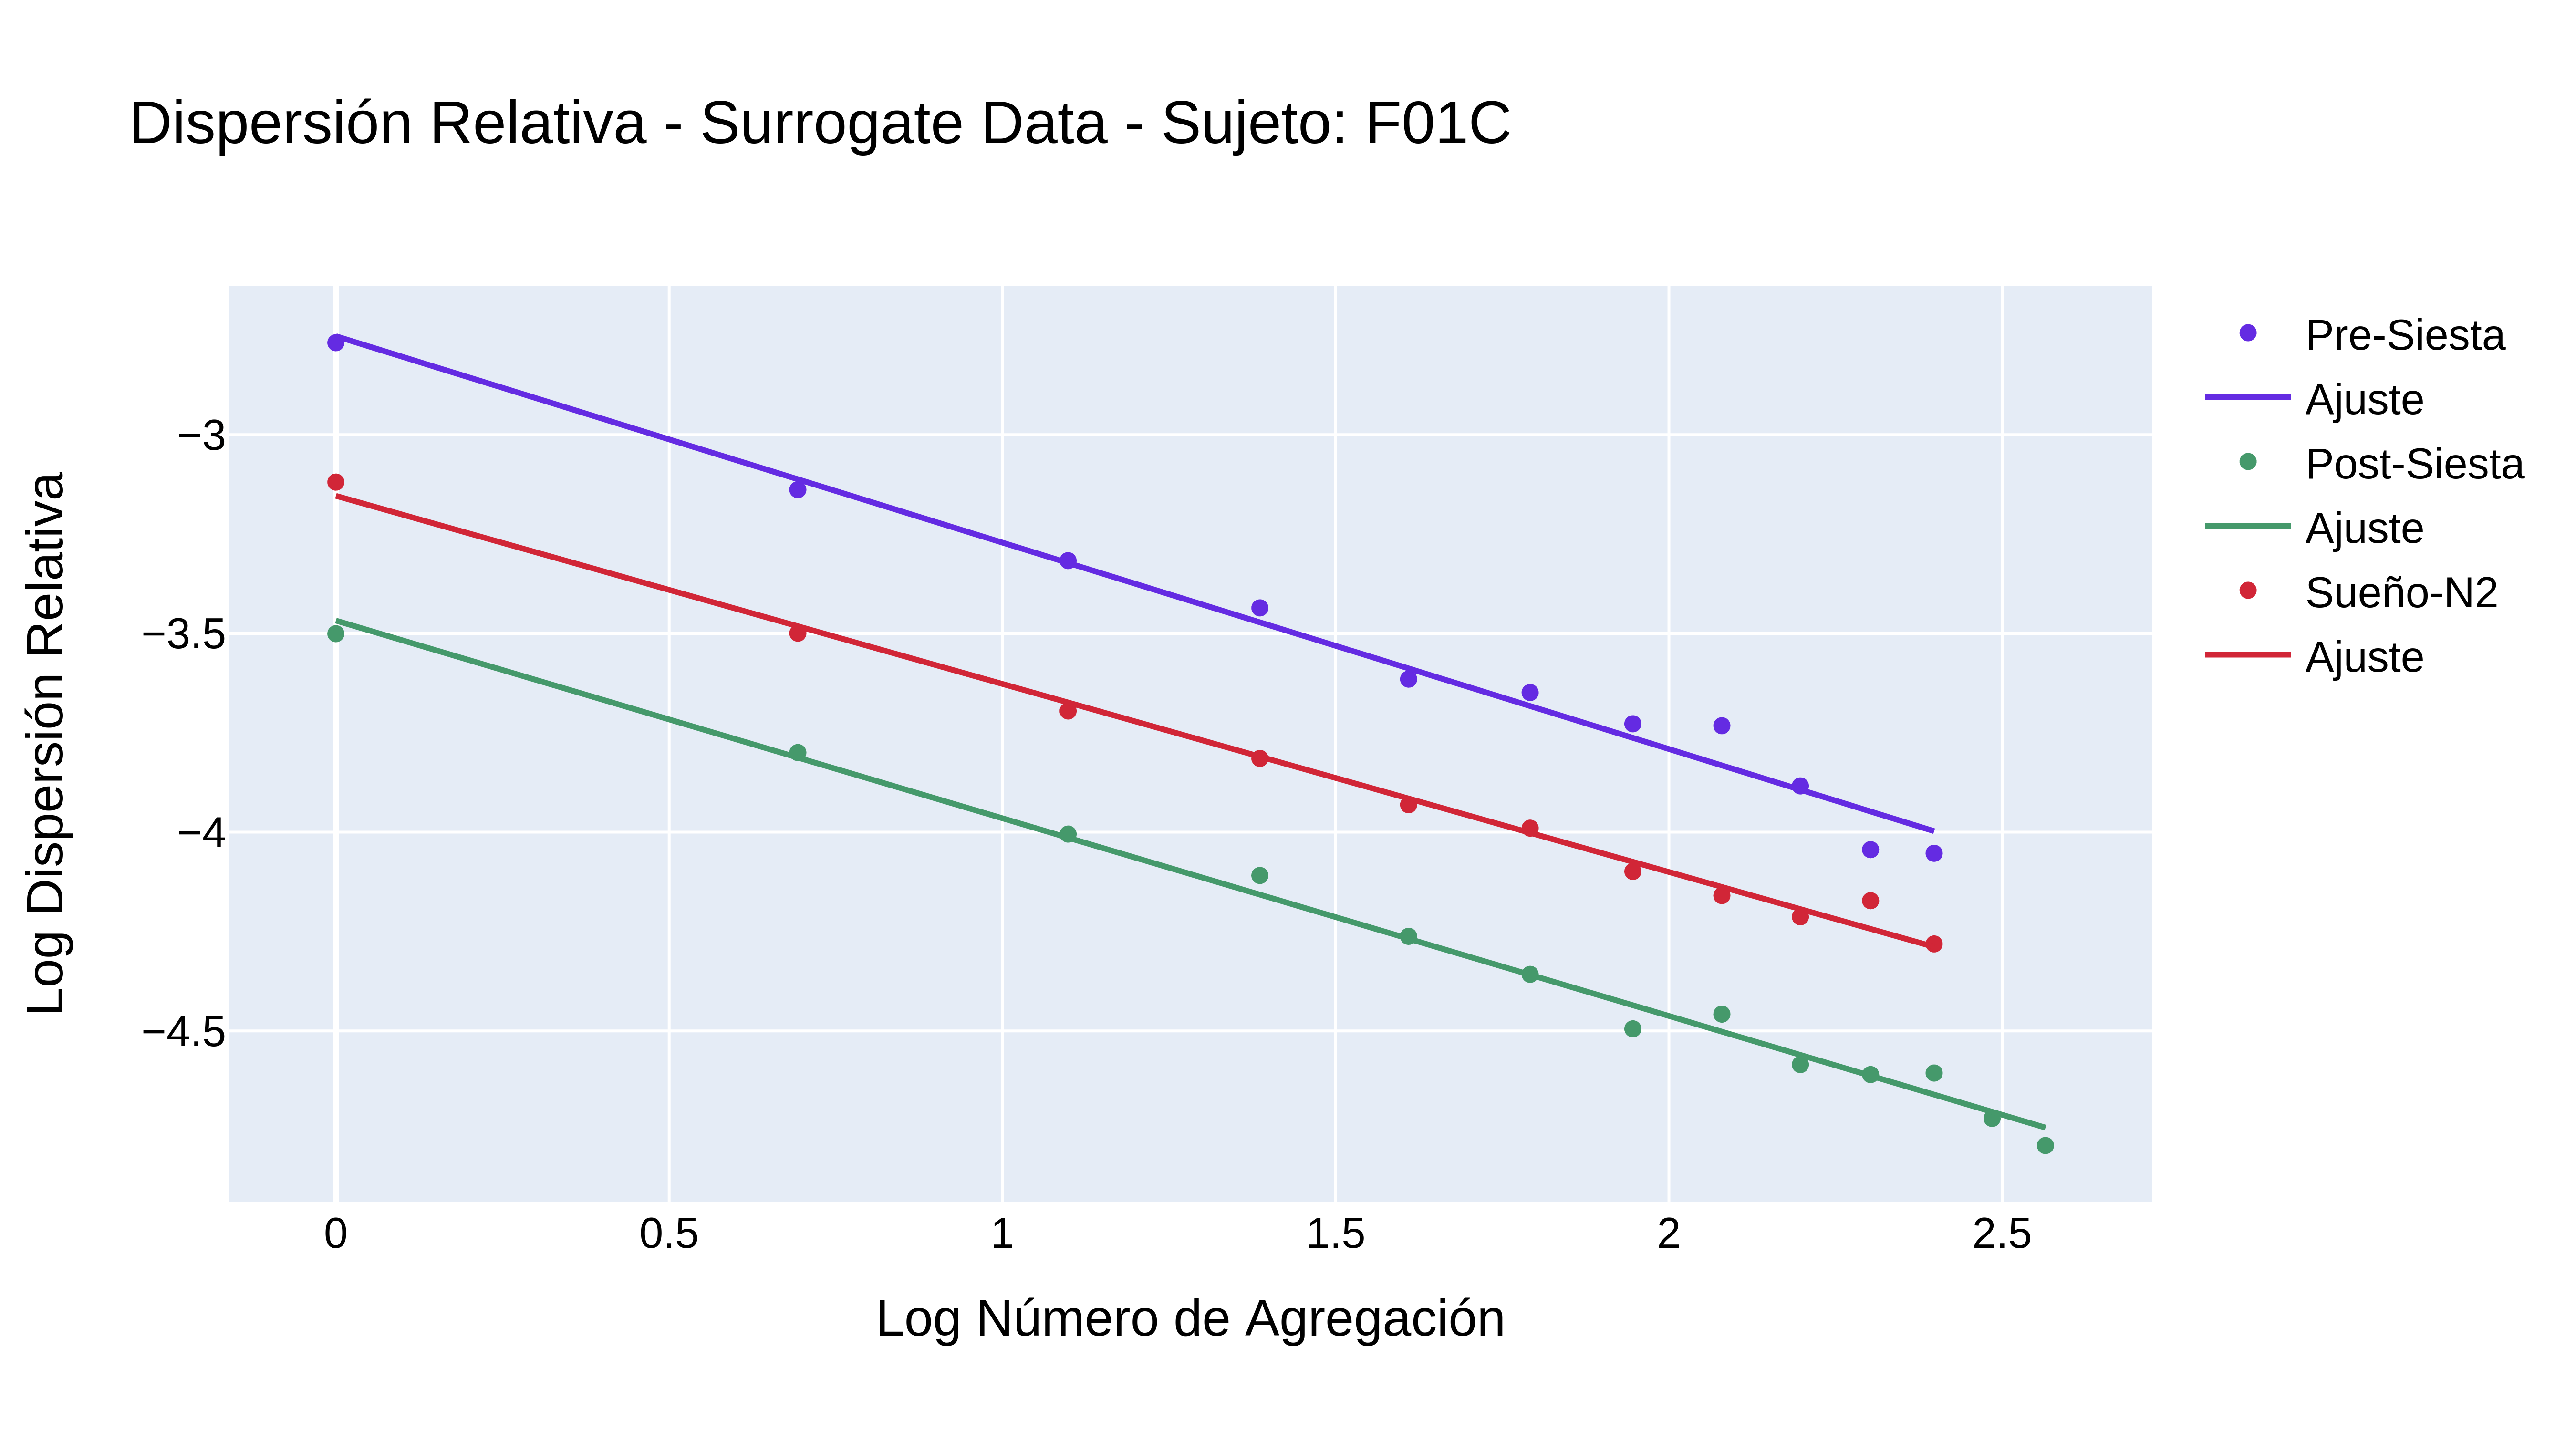 Dispersión Relativa - Surrogate Data - Sujeto: F01C
Pre-Siesta
Ajuste
Post-Siesta
Ajuste
Sueño-N2
Ajuste
Log Dispersión Relativa
−3
−3.5
−4
−4.5
0
0.5
1
1.5
2
2.5
Log Número de Agregación